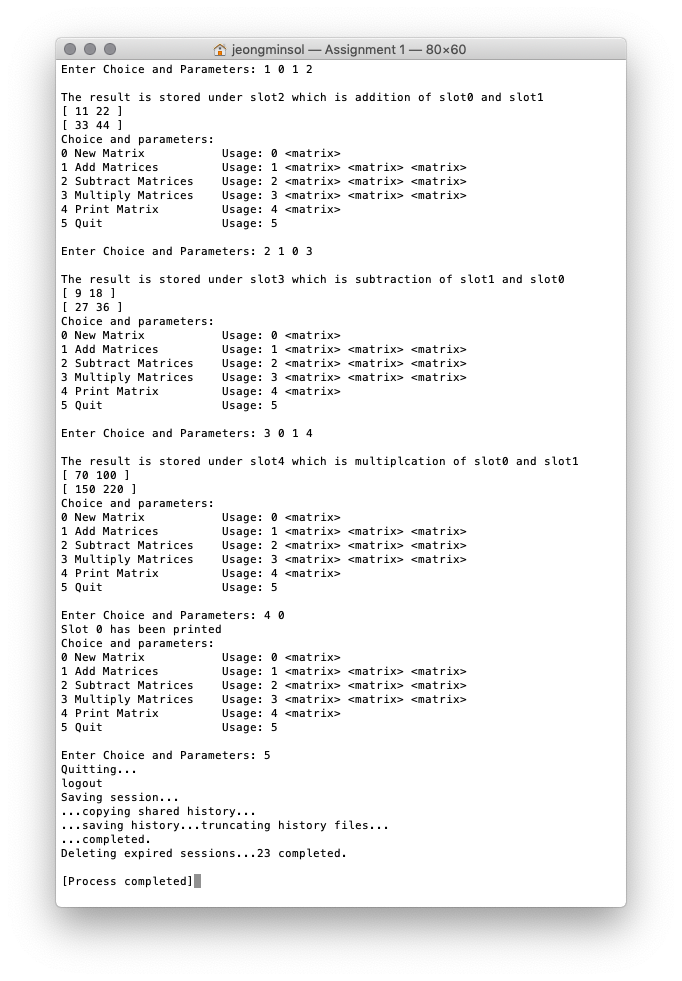 jeongminsol — Assignment 1 — 80×60
Enter Choice and Parameters: 1 0 1 2
The result is stored under slot2 which is addition of slot0 and slot1
[ 11 22 ]
[ 33 44 ]
Choice and parameters:
0 New Matrix           Usage: 0 <matrix>
1 Add Matrices         Usage: 1 <matrix> <matrix> <matrix>
2 Subtract Matrices    Usage: 2 <matrix> <matrix> <matrix>
3 Multiply Matrices    Usage: 3 <matrix> <matrix> <matrix>
4 Print Matrix         Usage: 4 <matrix>
5 Quit                 Usage: 5
Enter Choice and Parameters: 2 1 0 3
The result is stored under slot3 which is subtraction of slot1 and slot0
[ 9 18 ]
[ 27 36 ]
Choice and parameters:
0 New Matrix           Usage: 0 <matrix>
1 Add Matrices         Usage: 1 <matrix> <matrix> <matrix>
2 Subtract Matrices    Usage: 2 <matrix> <matrix> <matrix>
3 Multiply Matrices    Usage: 3 <matrix> <matrix> <matrix>
4 Print Matrix         Usage: 4 <matrix>
5 Quit                 Usage: 5
Enter Choice and Parameters: 3 0 1 4
The result is stored under slot4 which is multiplcation of slot0 and slot1
[ 70 100 ]
[ 150 220 ]
Choice and parameters:
0 New Matrix           Usage: 0 <matrix>
1 Add Matrices         Usage: 1 <matrix> <matrix> <matrix>
2 Subtract Matrices    Usage: 2 <matrix> <matrix> <matrix>
3 Multiply Matrices    Usage: 3 <matrix> <matrix> <matrix>
4 Print Matrix         Usage: 4 <matrix>
5 Quit                 Usage: 5
Enter Choice and Parameters: 4 0
Slot 0 has been printed
Choice and parameters:
0 New Matrix           Usage: 0 <matrix>
1 Add Matrices         Usage: 1 <matrix> <matrix> <matrix>
2 Subtract Matrices    Usage: 2 <matrix> <matrix> <matrix>
3 Multiply Matrices    Usage: 3 <matrix> <matrix> <matrix>
4 Print Matrix         Usage: 4 <matrix>
5 Quit                 Usage: 5
Enter Choice and Parameters: 5
Quitting...
logout
Saving session...
...copying shared history...
...saving history...truncating history files...
...completed.
Deleting expired sessions...23 completed.
[Process completed]